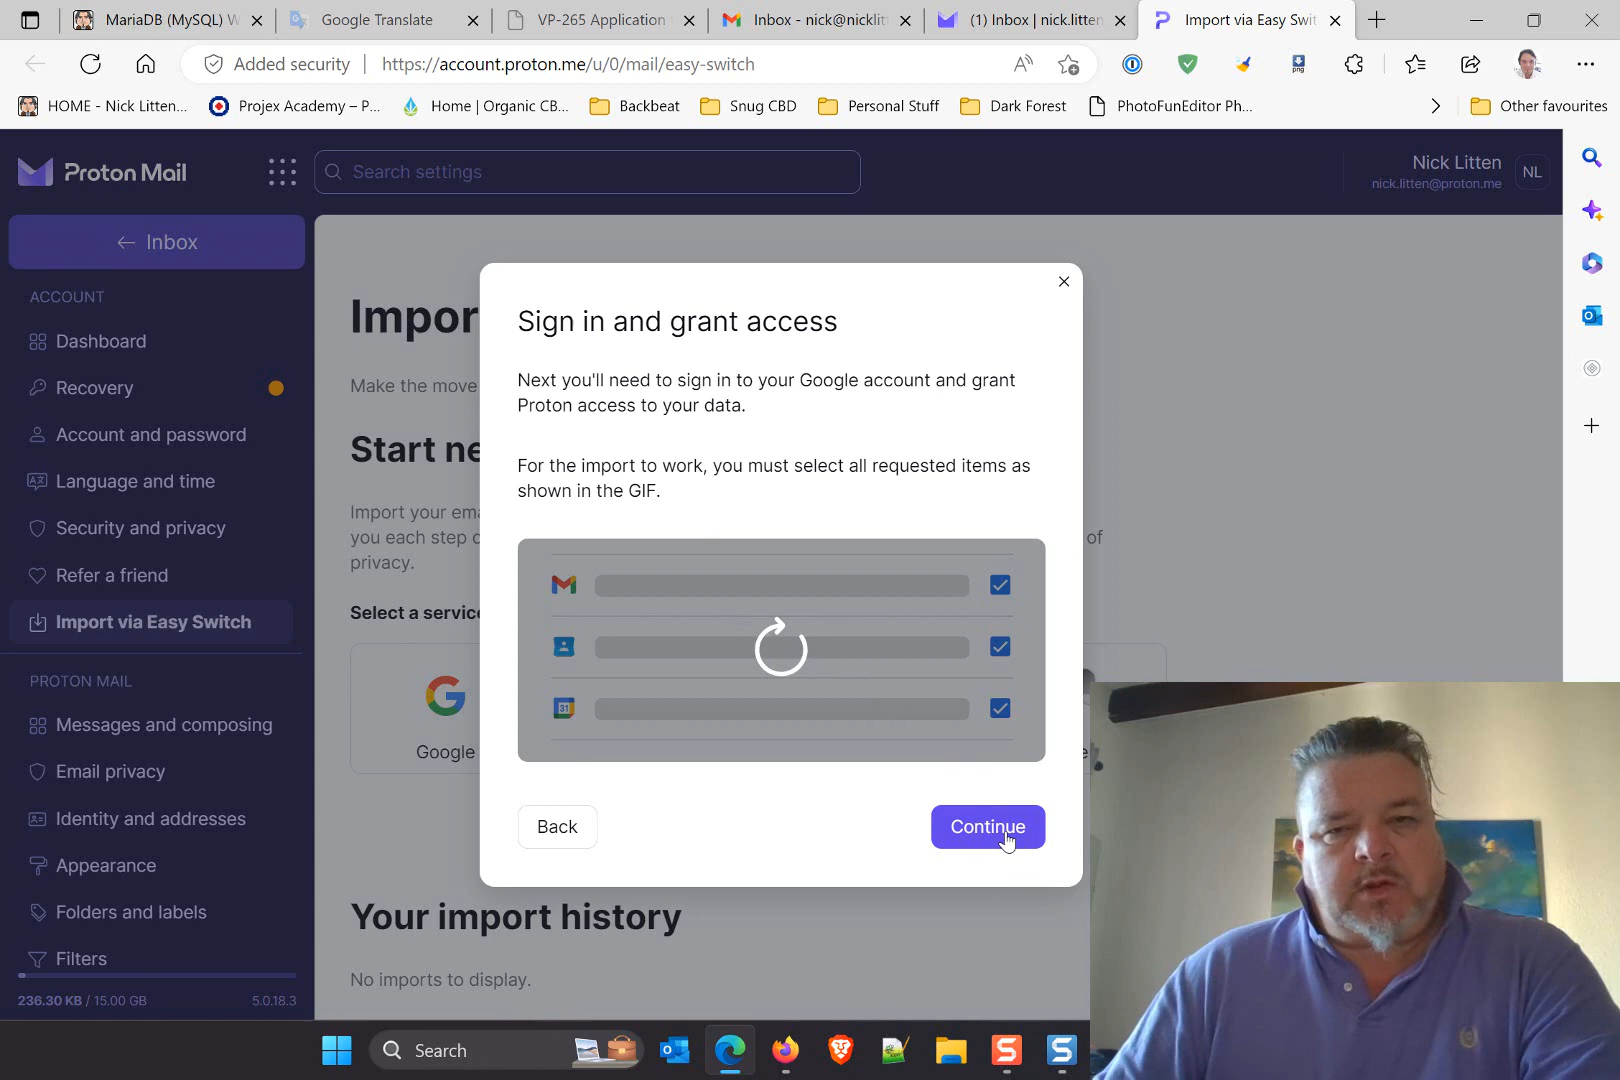 MariaDB (MySQL) W
Google Translate
VP-265 Application
Inbox - nick@nicklit
(1) Inbox | nick.litten
Import via Easy Swit
Added security
https://account.proton.me/u/0/mail/easy-switch
HOME - Nick Litten...
Projex Academy – P...
Home | Organic CB...
Backbeat
Snug CBD
Personal Stuff
Dark Forest
PhotoFunEditor Ph...
Other favourites
Proton Mail
Search settings
Nick Litten
nick.litten@proton.me
NL
Inbox
ACCOUNT
Dashboard
Recovery
Account and password
Language and time
Security and privacy
Refer a friend
Import via Easy Switch
PROTON MAIL
Messages and composing
Email privacy
Identity and addresses
Appearance
Folders and labels
Filters
236.30 KB / 15.00 GB
5.0.18.3
Impor
Make the move
Start ne
Import your ema
you each step o
of
privacy.
Select a service
Google
Sign in and grant access
Next you'll need to sign in to your Google account and grant
Proton access to your data.
For the import to work, you must select all requested items as
shown in the GIF.
31
Back
Continue
Your import history
No imports to display.
Search